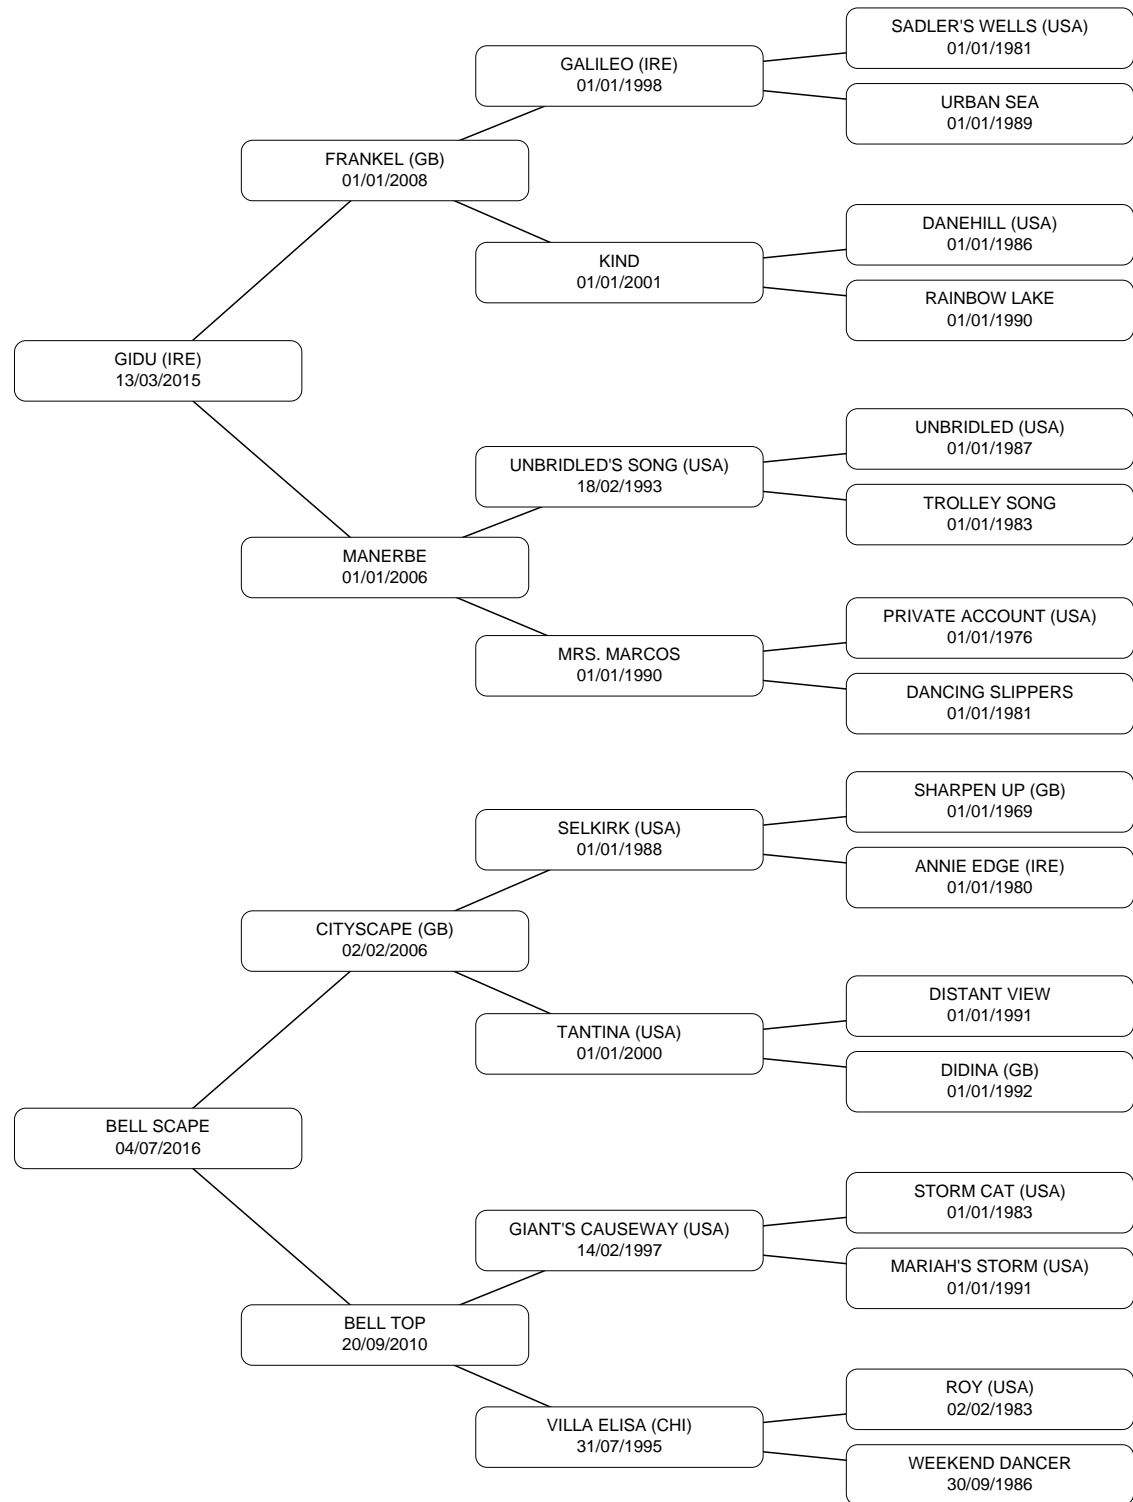 SADLER'S WELLS (USA)
01/01/1981
GALILEO (IRE)
01/01/1998
URBAN SEA
01/01/1989
FRANKEL (GB)
01/01/2008
DANEHILL (USA)
01/01/1986
KIND
01/01/2001
RAINBOW LAKE
01/01/1990
GIDU (IRE)
13/03/2015
UNBRIDLED (USA)
01/01/1987
UNBRIDLED'S SONG (USA)
18/02/1993
TROLLEY SONG
01/01/1983
MANERBE
01/01/2006
PRIVATE ACCOUNT (USA)
01/01/1976
MRS. MARCOS
01/01/1990
DANCING SLIPPERS
01/01/1981
SHARPEN UP (GB)
01/01/1969
SELKIRK (USA)
01/01/1988
ANNIE EDGE (IRE)
01/01/1980
CITYSCAPE (GB)
02/02/2006
DISTANT VIEW
01/01/1991
TANTINA (USA)
01/01/2000
DIDINA (GB)
01/01/1992
BELL SCAPE
04/07/2016
STORM CAT (USA)
01/01/1983
GIANT'S CAUSEWAY (USA)
14/02/1997
MARIAH'S STORM (USA)
01/01/1991
BELL TOP
20/09/2010
ROY (USA)
02/02/1983
VILLA ELISA (CHI)
31/07/1995
WEEKEND DANCER
30/09/1986